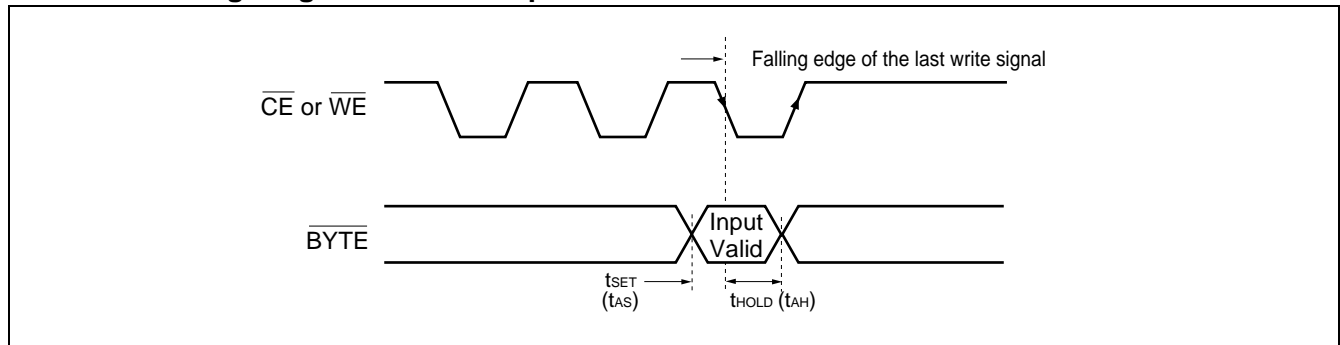 Falling edge of the last write signal
CE or WE
BYTE
Input
Valid
tSET
(tAS)
tHOLD (tAH)